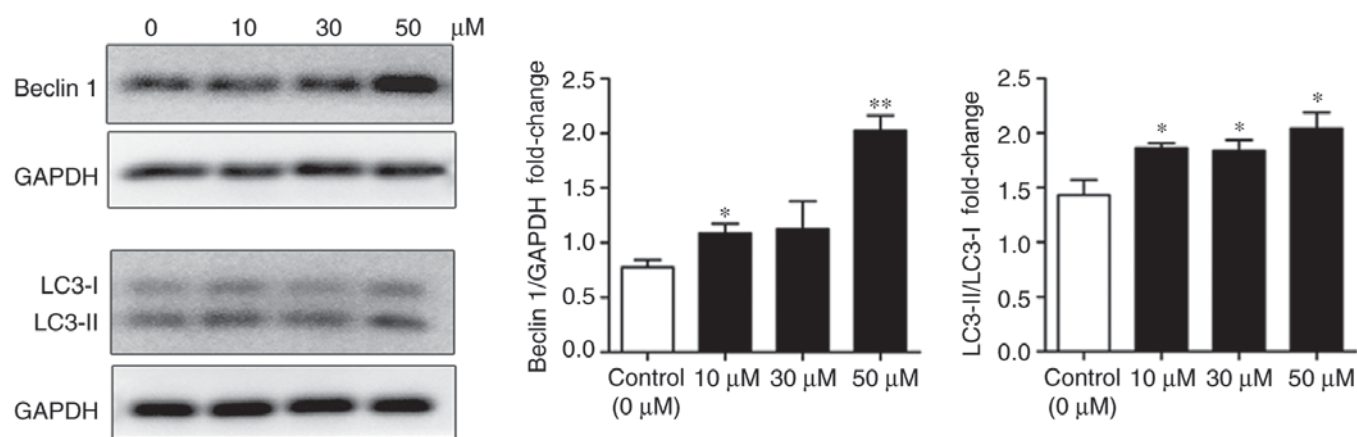 0 10 30 50 μM
Beclin 1
GAPDH
LC3-I
LC3-II
GAPDH
Beclin 1/GAPDH fold-change
2.5
2.0
1.5
1.0
0.5
0.0
*
**
Control 10 μM 30 μM 50 μM
(0 μM)
LC3-II/LC3-I fold-change
2.5
2.0
1.5
1.0
0.5
0.0
* * *
Control 10 μM 30 μM 50 μM
(0 μM)